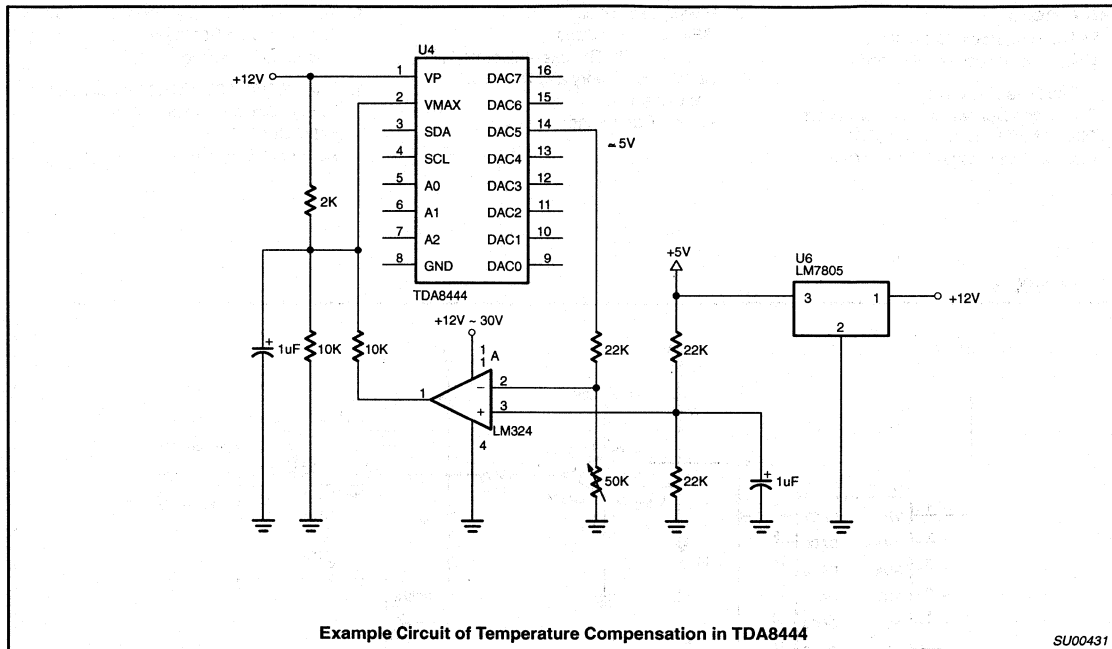 U4
+12V
1 VP DAC7 16
2 VMAX DAC6 15
3 SDA DAC5 14
4 SCL DAC4 13
5 A0 DAC3 12
6 A1 DAC2 11
7 A2 DAC1 10
8 GND DAC0 9
TDA8444
≃ 5V
2K
1uF
10K
10K
+12V ~ 30V
1
1 A
1
2
−
3
+
LM324
4
22K
50K
+5V
22K
22K
1uF
U6
LM7805
3 1
2
+12V
Example Circuit of Temperature Compensation in TDA8444
SU00431